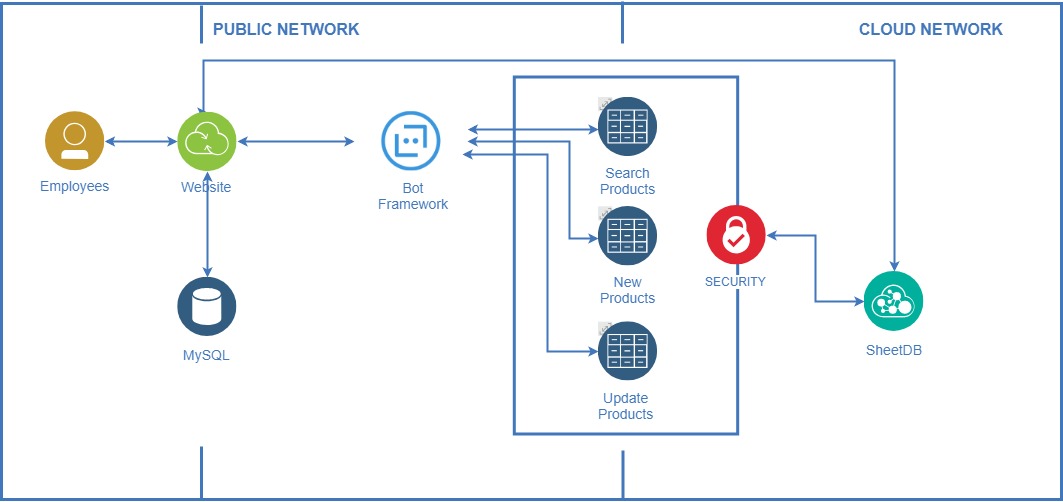 PUBLIC NETWORK
CLOUD NETWORK
Employees
Website
Bot
Framework
Search
Products
New
Products
SECURITY
MySQL
SheetDB
Update
Products